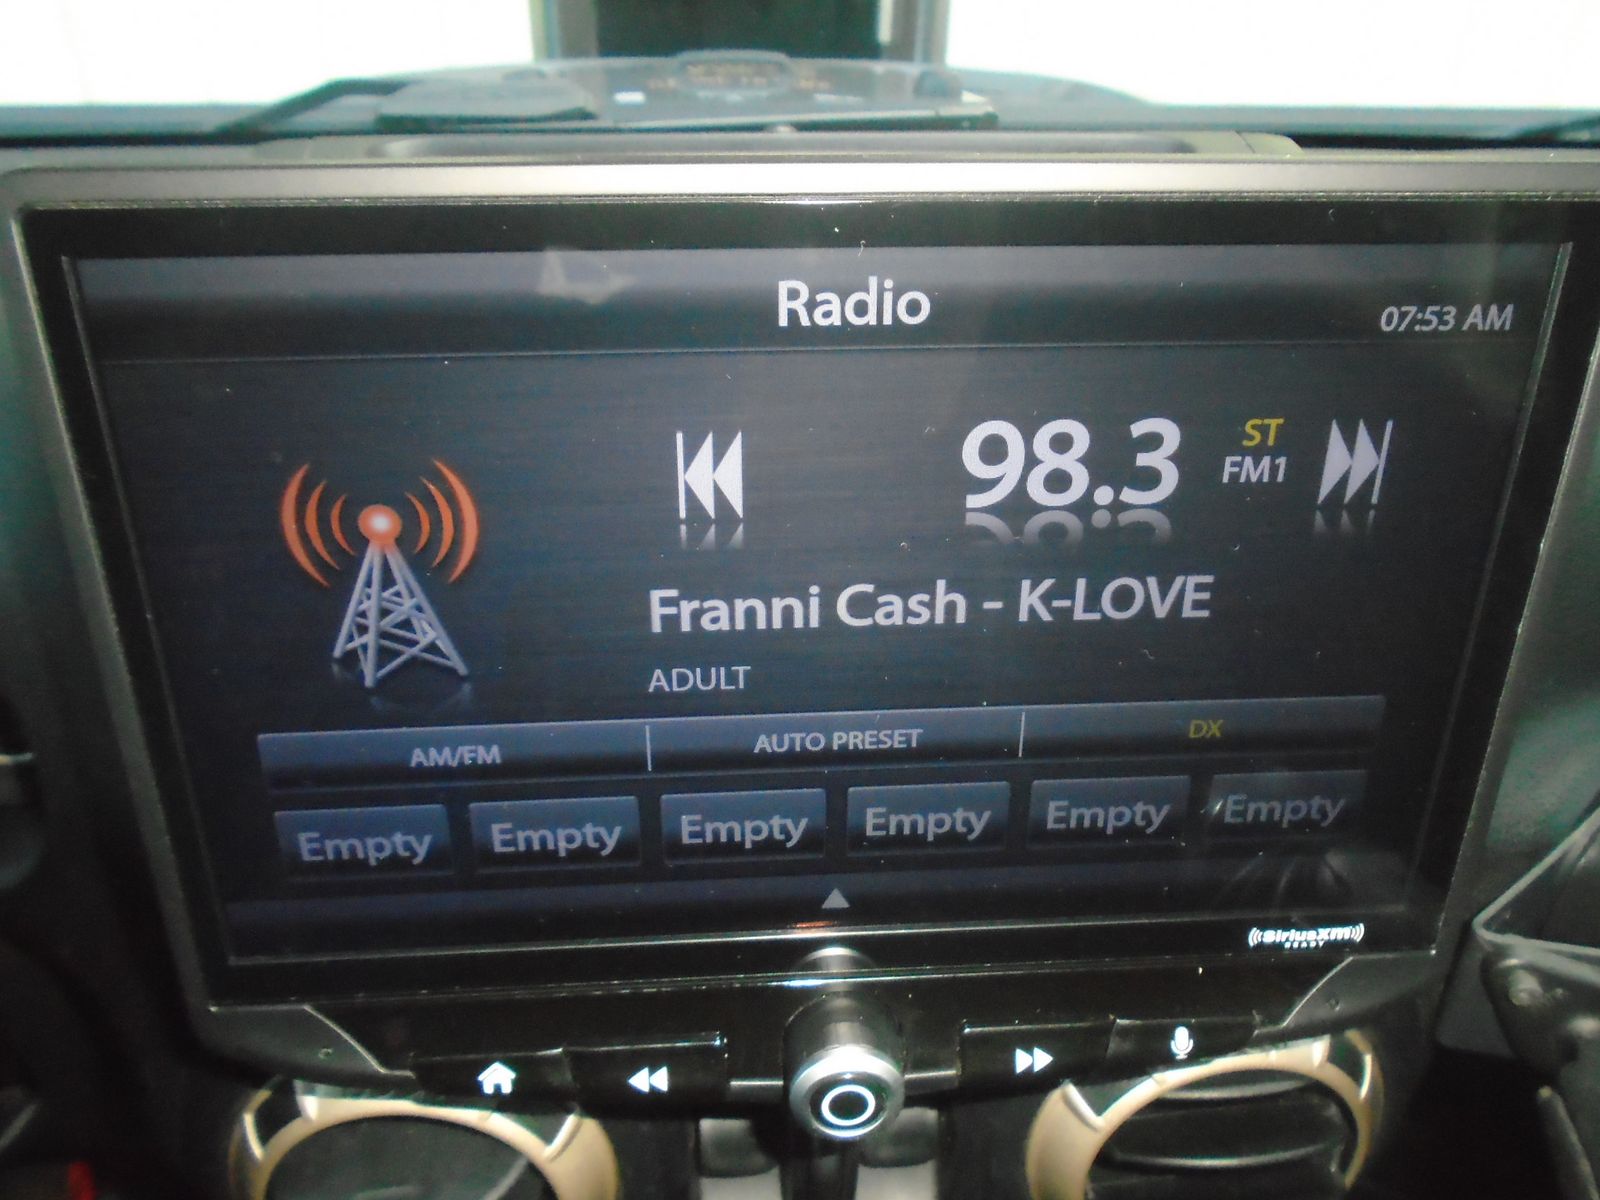 Radio
07:53 AM
98.3
ST
FM1
Franni Cash - K-LOVE
ADULT
AM/FM
AUTO PRESET
DX
Empty
Empty
Empty
Empty
Empty
Empty
SiriusXM
READY